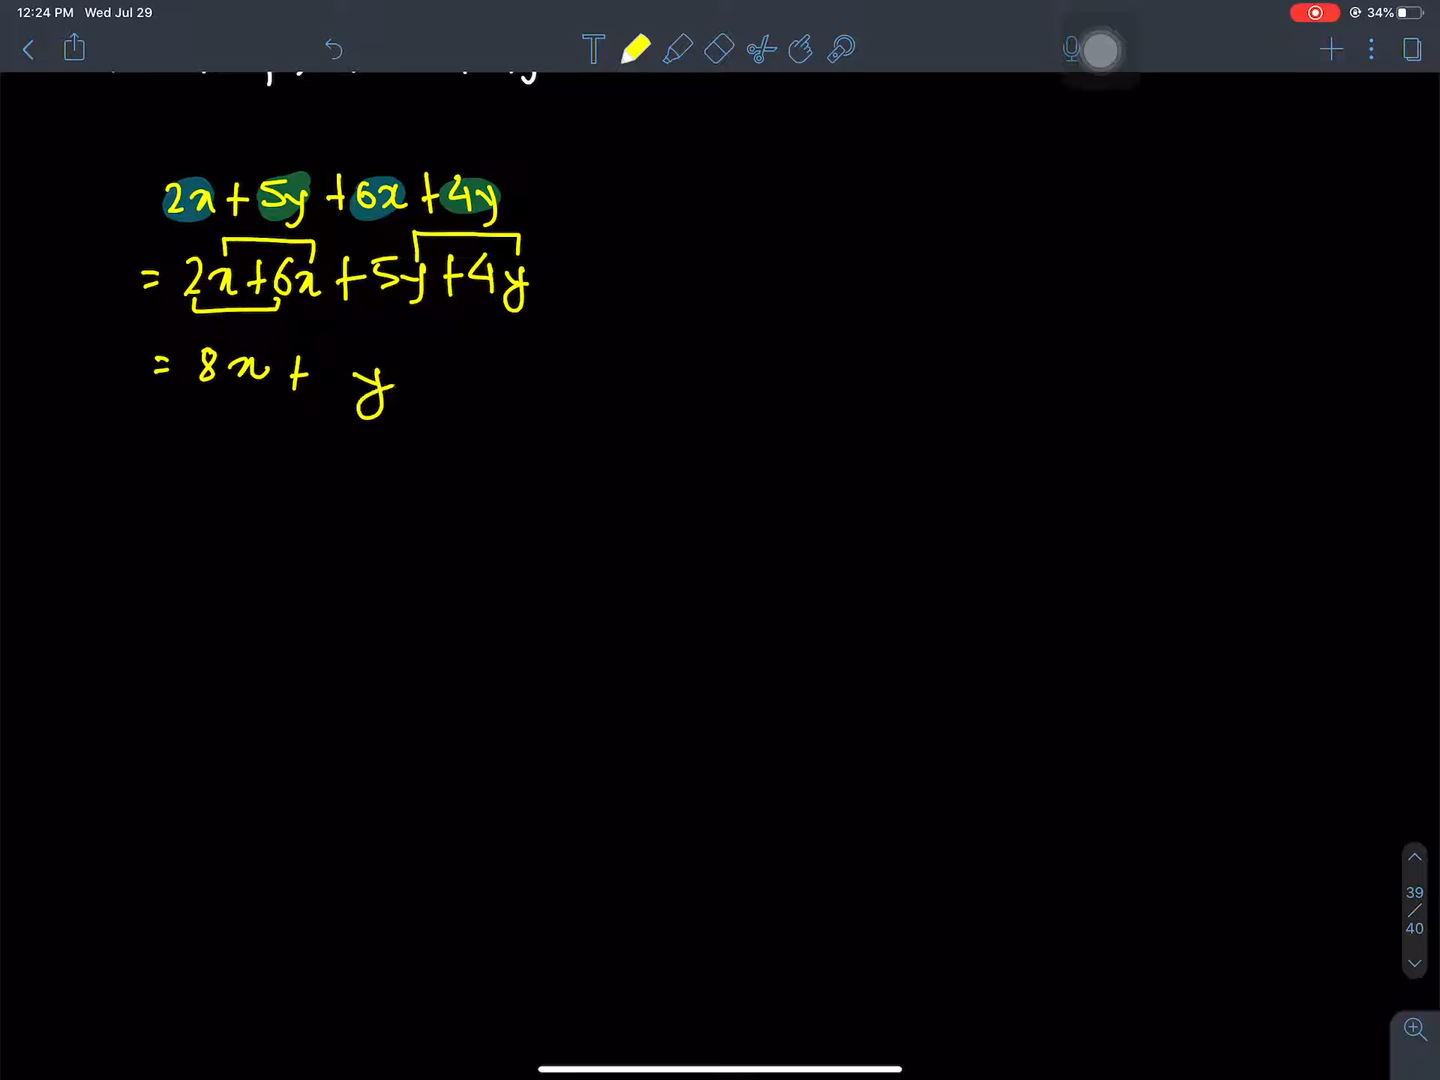 12:24 PM Wed Jul 29
34%
2x + 5y + 6x + 4y
= 2x + 6x + 5y + 4y
= 8x + y
39
40